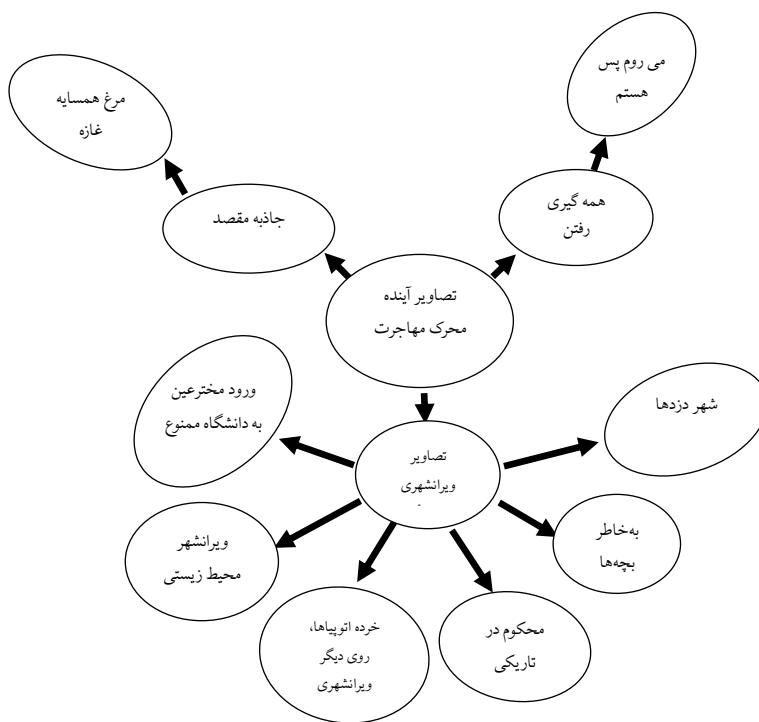 می روم پس
هستم
مرغ همسایه
غازه
همه گیری
رفتن
جاذبه مقصد
تصاویر آینده
محرک مهاجرت
ورود مخترعین
به دانشگاه ممنوع
شهر دزدها
تصاویر
ویرانشهری
به‌خاطر
بچه‌ها
ویرانشهر
محیط زیستی
خرده اتوپیاها،
روی دیگر
ویرانشهری
محکوم در
تاریکی